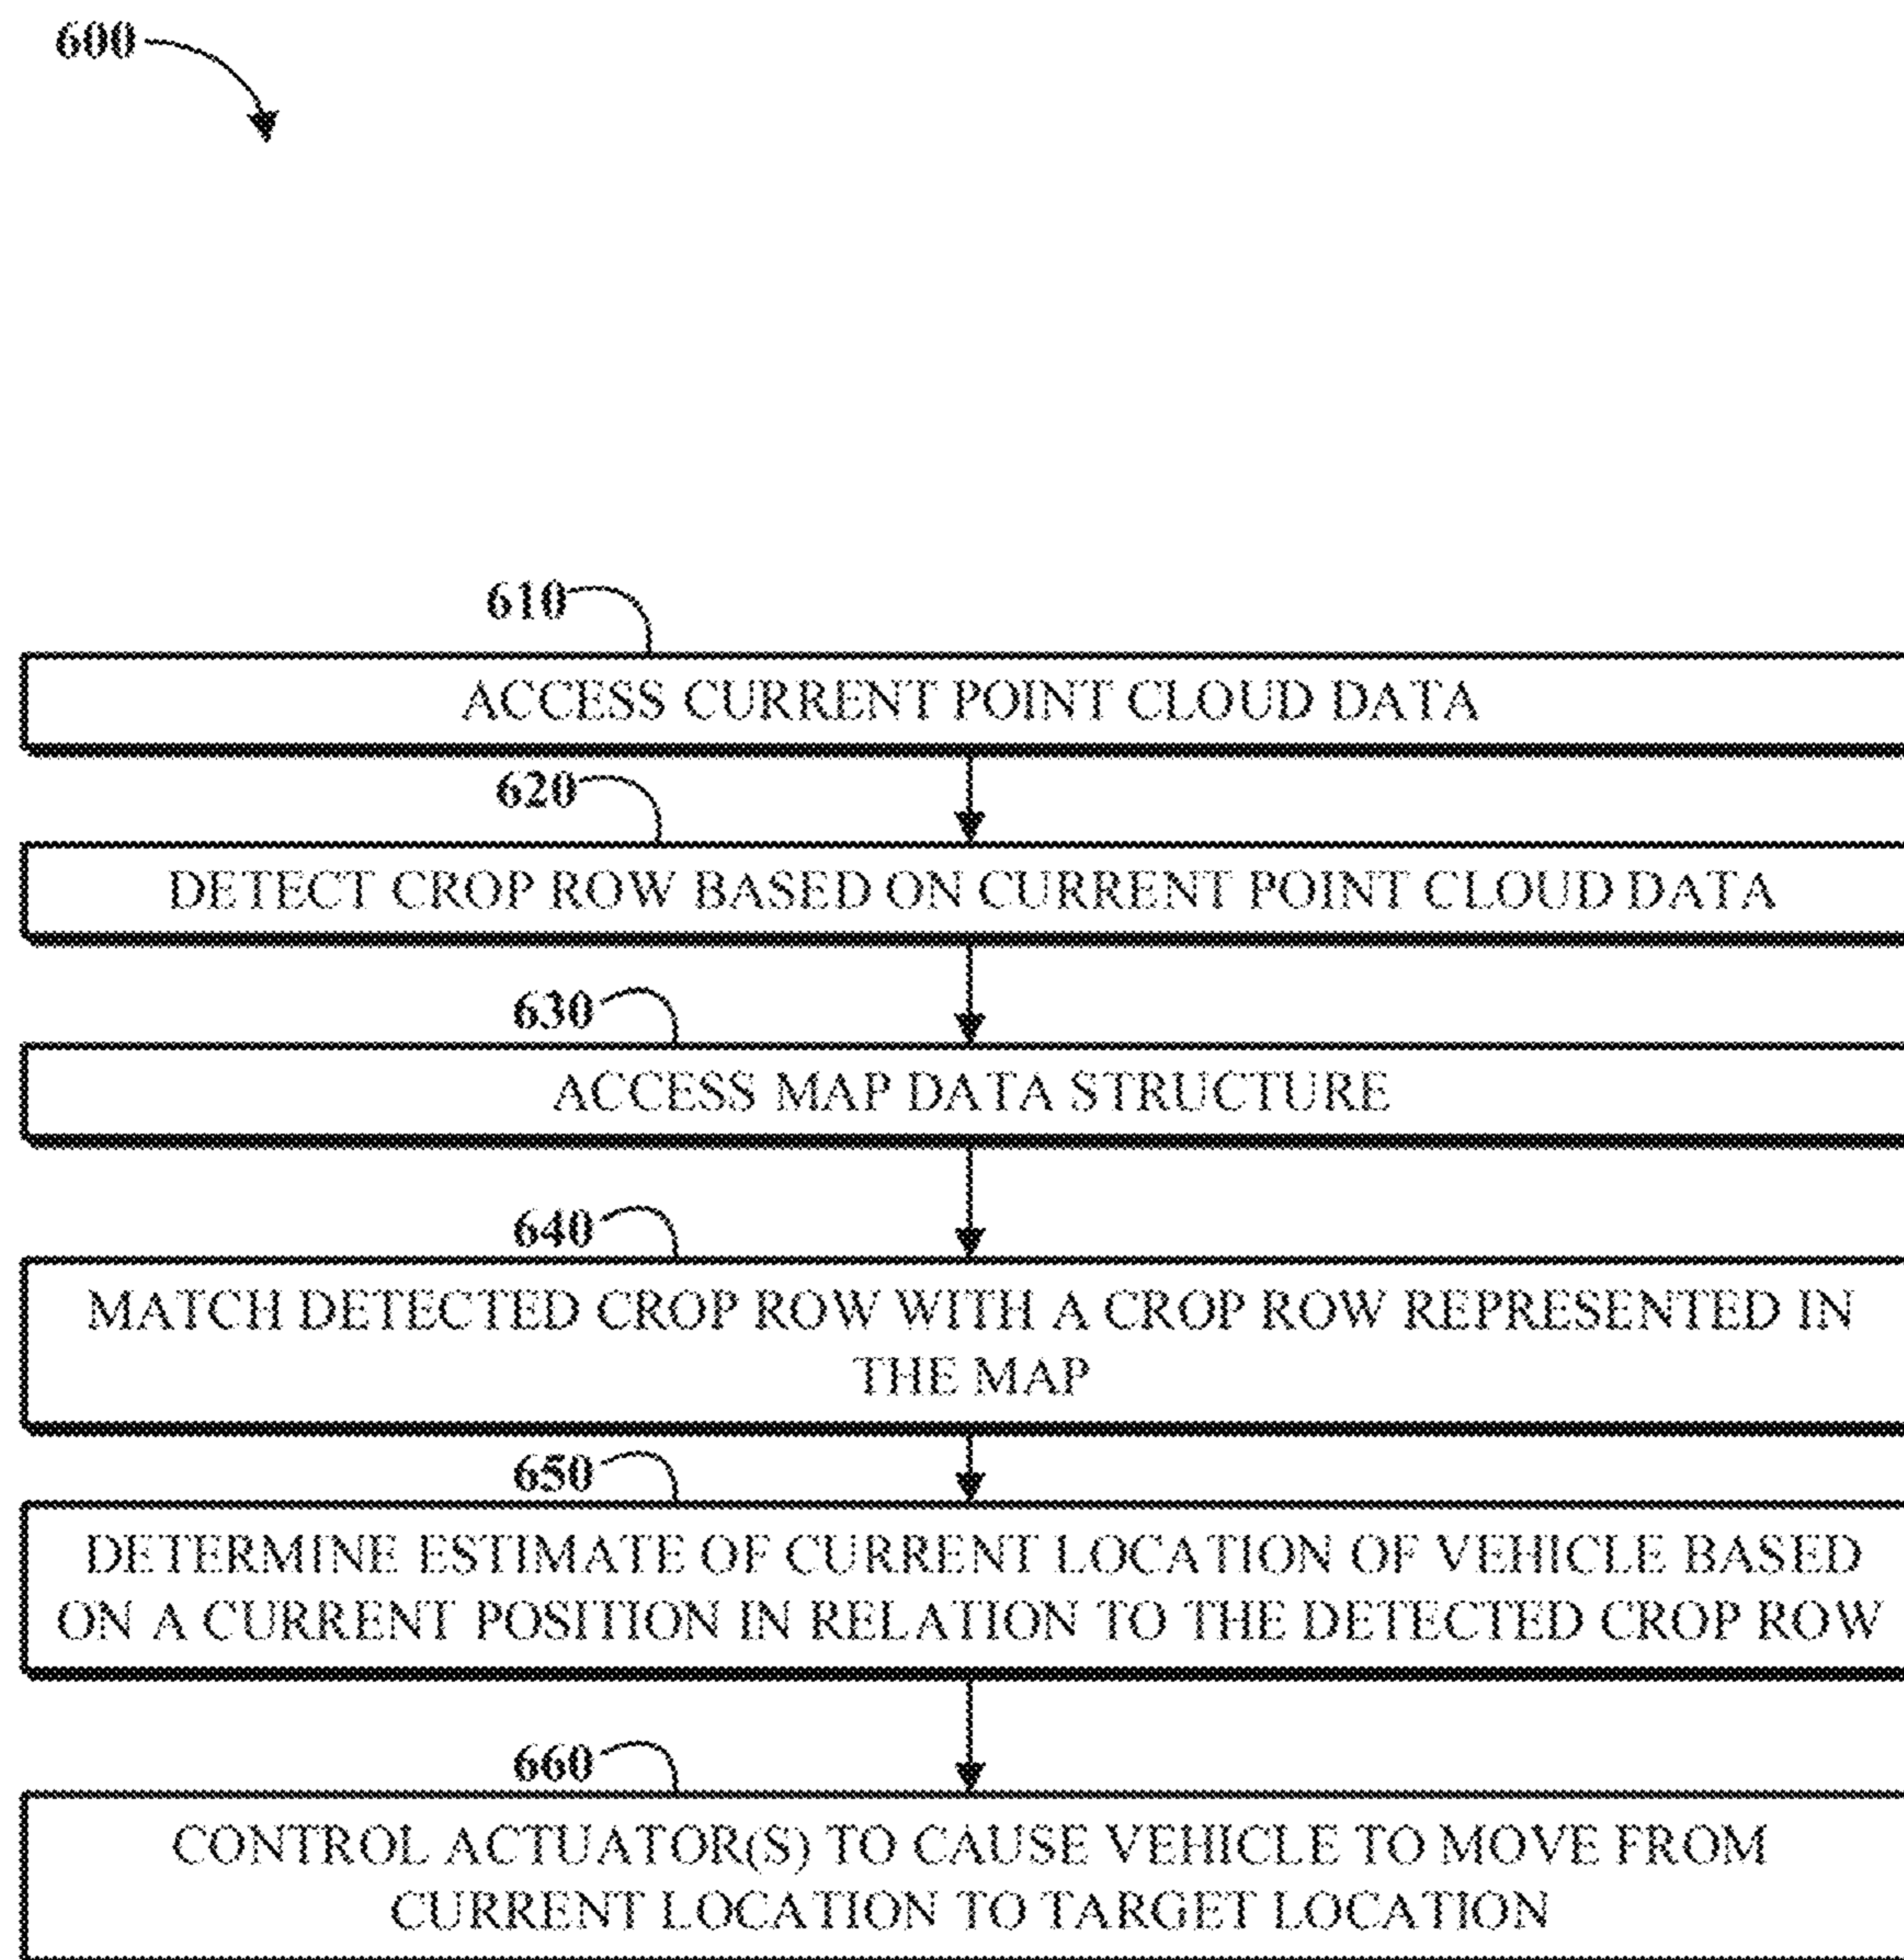 600
610
ACCESS CURRENT POINT CLOUD DATA
620
DETECT CROP ROW BASED ON CURRENT POINT CLOUD DATA
630
ACCESS MAP DATA STRUCTURE
640
MATCH DETECTED CROP ROW WITH A CROP ROW REPRESENTED IN
THE MAP
650
DETERMINE ESTIMATE OF CURRENT LOCATION OF VEHICLE BASED
ON A CURRENT POSITION IN RELATION TO THE DETECTED CROP ROW
660
CONTROL ACTUATOR(S) TO CAUSE VEHICLE TO MOVE FROM
CURRENT LOCATION TO TARGET LOCATION